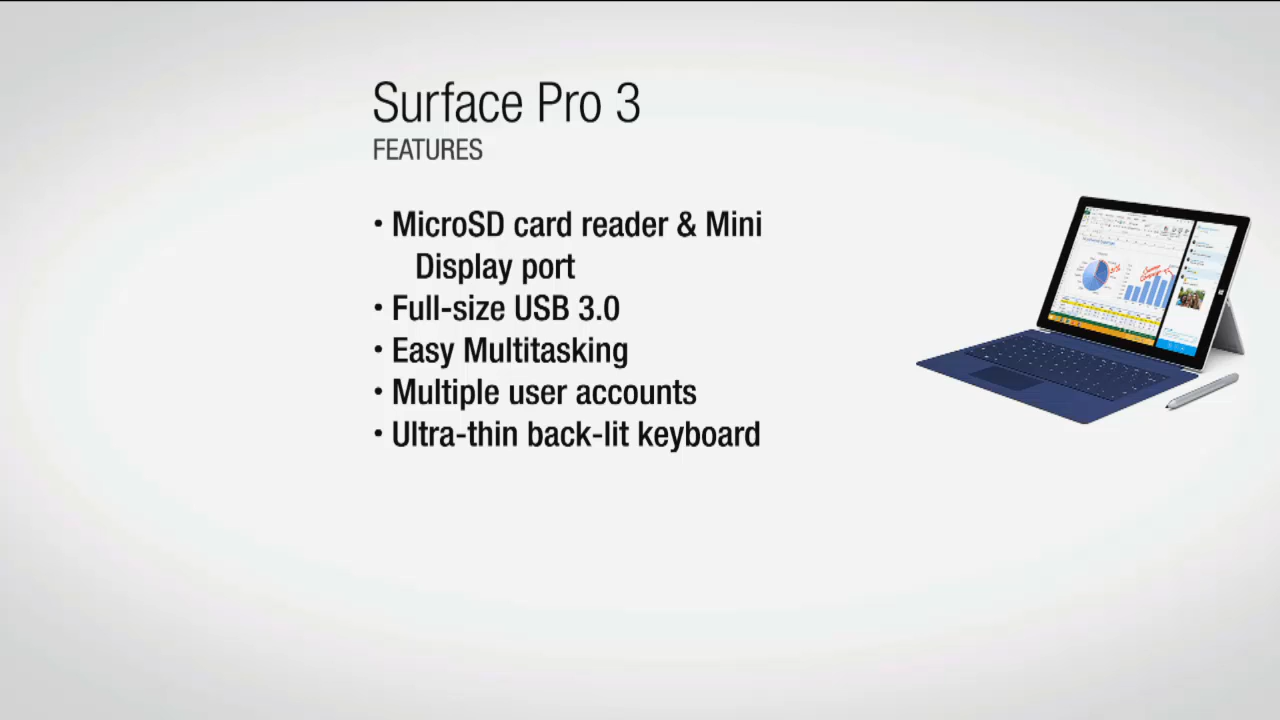 Surface Pro 3
FEATURES
• MicroSD card reader & Mini
Display port
• Full-size USB 3.0
• Easy Multitasking
• Multiple user accounts
• Ultra-thin back-lit keyboard